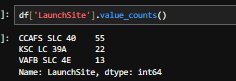 ]: df['LaunchSite'].value_counts()
]: CCAFS SLC 40 55
KSC LC 39A 22
VAFB SLC 4E 13
Name: LaunchSite, dtype: int64